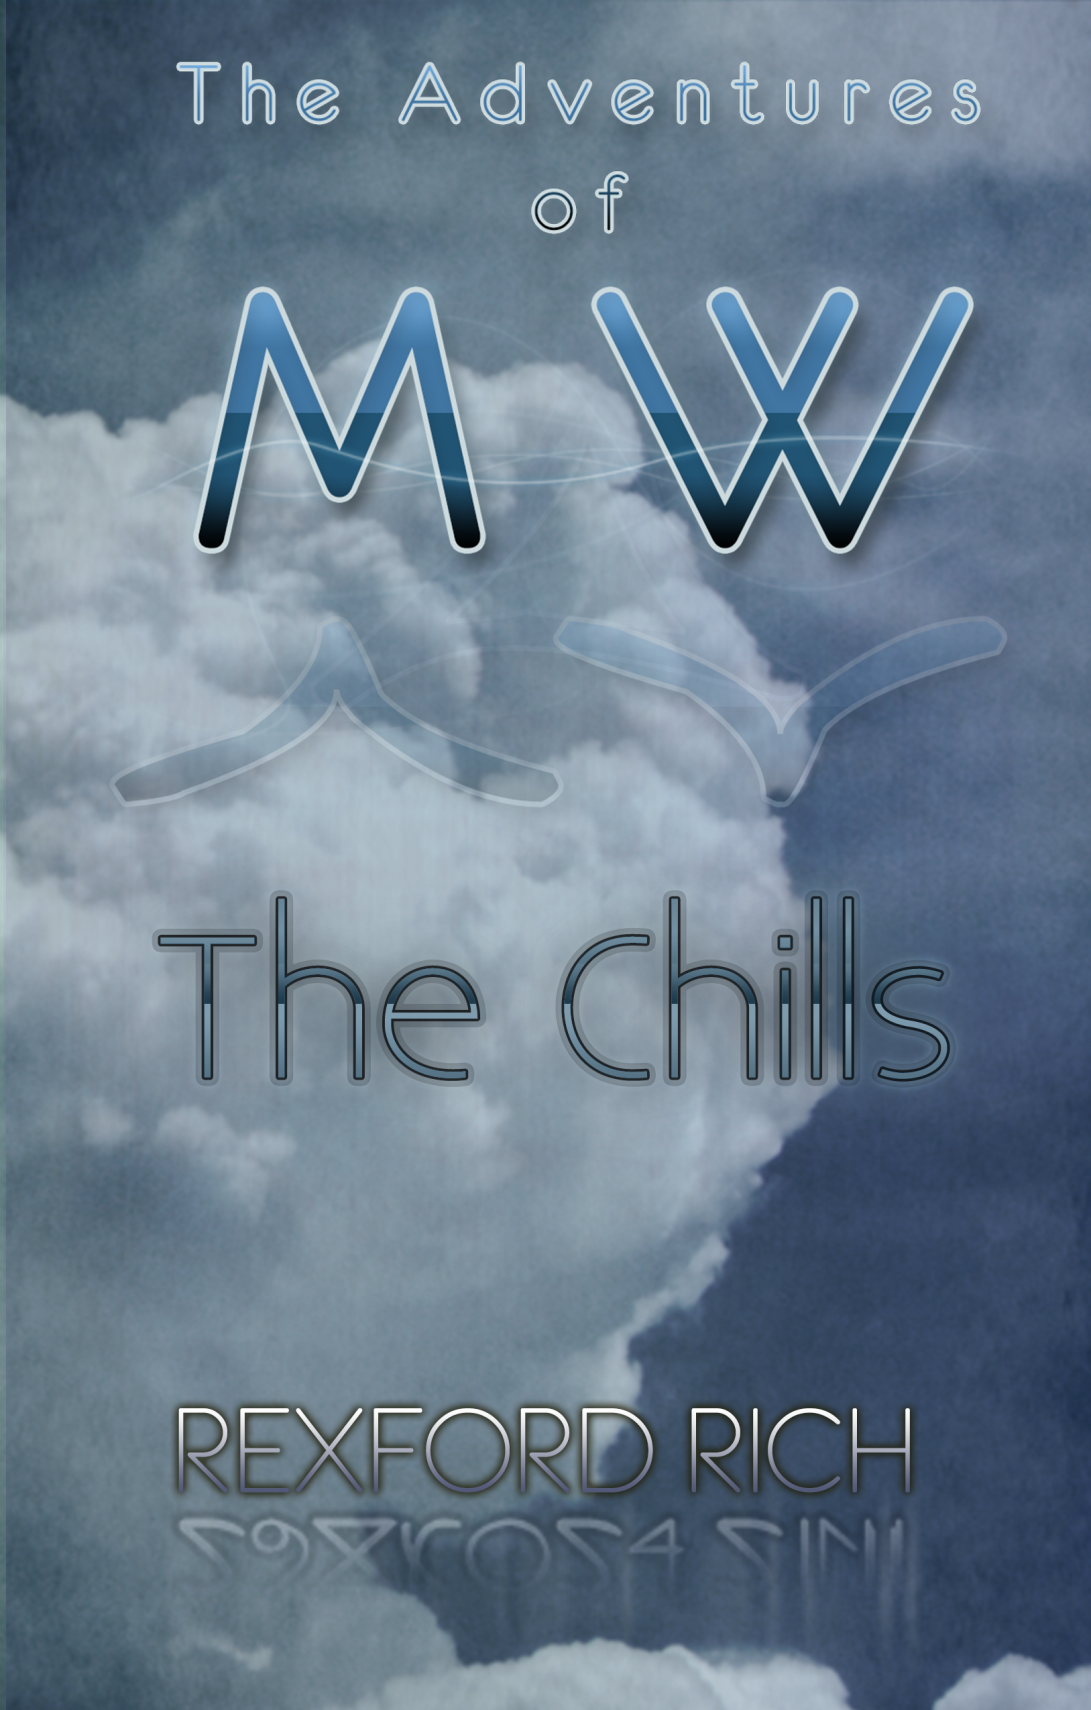 The Adventures
of
M W
The Chills
REXFORD RICH